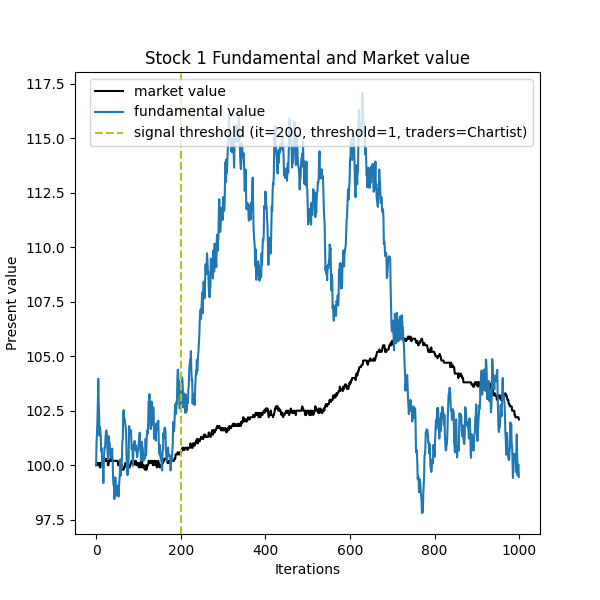 Stock 1 Fundamental and Market value
market value
fundamental value
signal threshold (it=200, threshold=1, traders=Chartist)
Present value
117.5
115.0
112.5
110.0
107.5
105.0
102.5
100.0
97.5
0 200 400 600 800 1000
Iterations